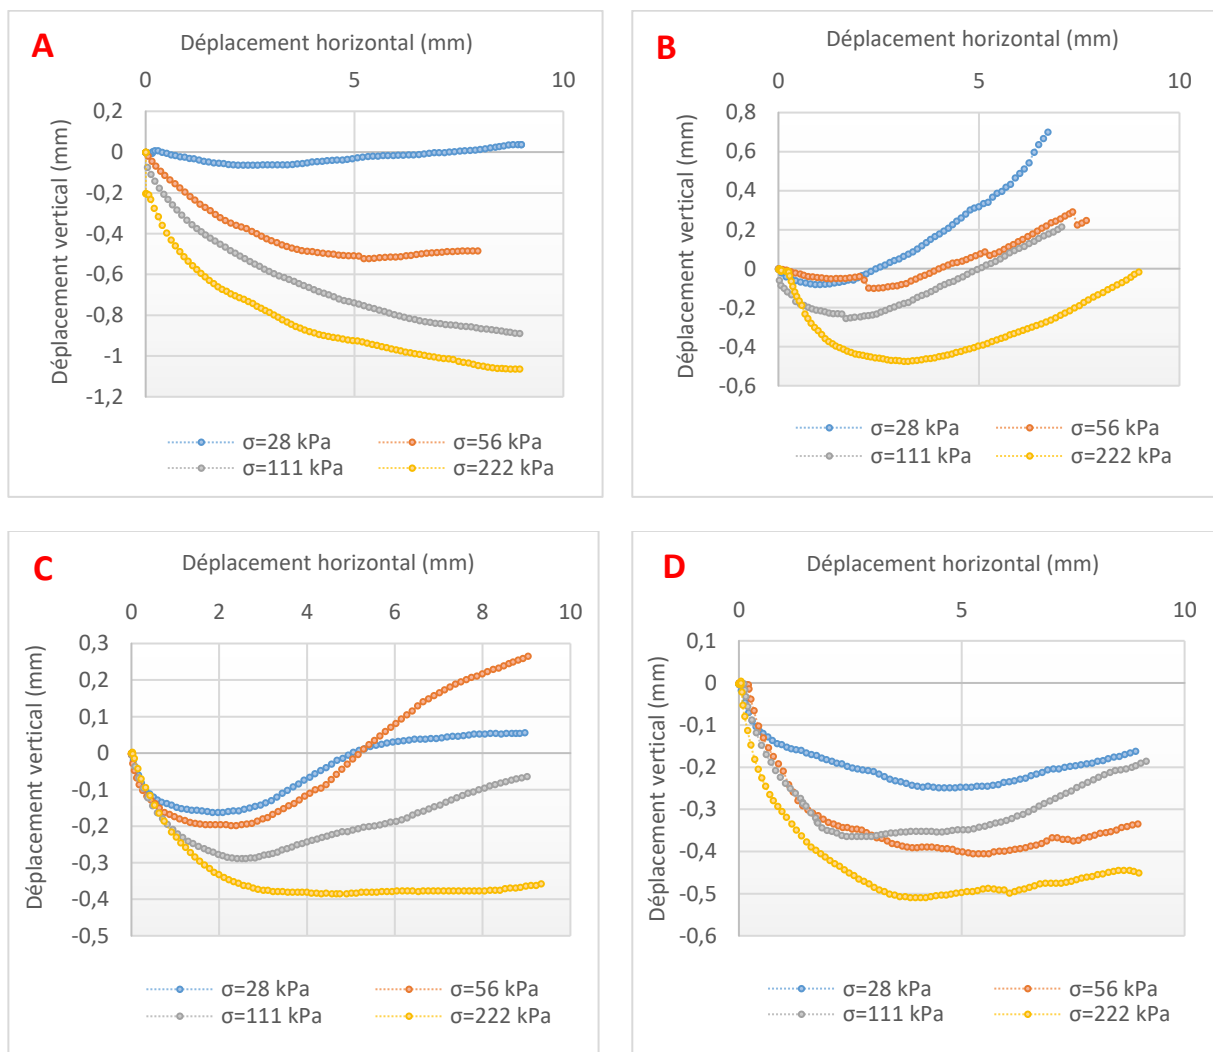 A
Déplacement horizontal (mm)
0 5 10
Déplacement vertical (mm)
0,2
0
-0,2
-0,4
-0,6
-0,8
-1
-1,2
σ=28 kPa σ=56 kPa
σ=111 kPa σ=222 kPa
B
Déplacement horizontal (mm)
0 5 10
Déplacement vertical (mm)
0,8
0,6
0,4
0,2
0
-0,2
-0,4
-0,6
σ=28 kPa σ=56 kPa
σ=111 kPa σ=222 kPa
C
Déplacement horizontal (mm)
0 2 4 6 8 10
Déplacement vertical (mm)
0,3
0,2
0,1
0
-0,1
-0,2
-0,3
-0,4
-0,5
σ=28 kPa σ=56 kPa
σ=111 kPa σ=222 kPa
D
Déplacement horizontal (mm)
0 5 10
Déplacement vertical (mm)
0,1
0
-0,1
-0,2
-0,3
-0,4
-0,5
-0,6
σ=28 kPa σ=56 kPa
σ=111 kPa σ=222 kPa